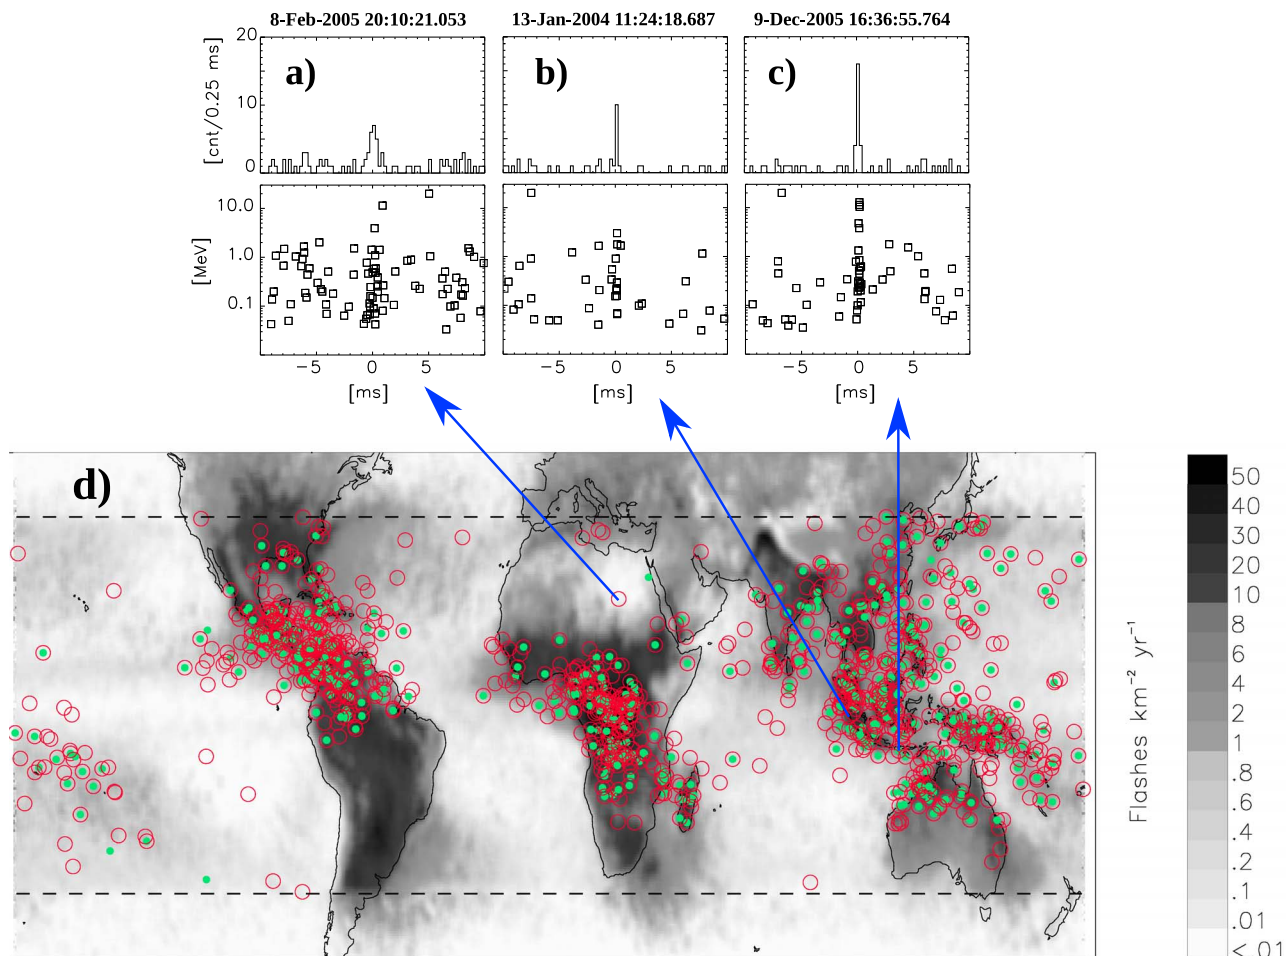 8-Feb-2005 20:10:21.053 13-Jan-2004 11:24:18.687 9-Dec-2005 16:36:55.764
[cnt/0.25 ms]
20
10
0
a) b) c)
[MeV]
10.0
1.0
0.1
−5 0 5 −5 0 5 −5 0 5
[ms] [ms] [ms]
d)
Flashes km⁻² yr⁻¹
50
40
30
20
10
8
6
4
2
1
.8
.6
.4
.2
.1
.01
<.01